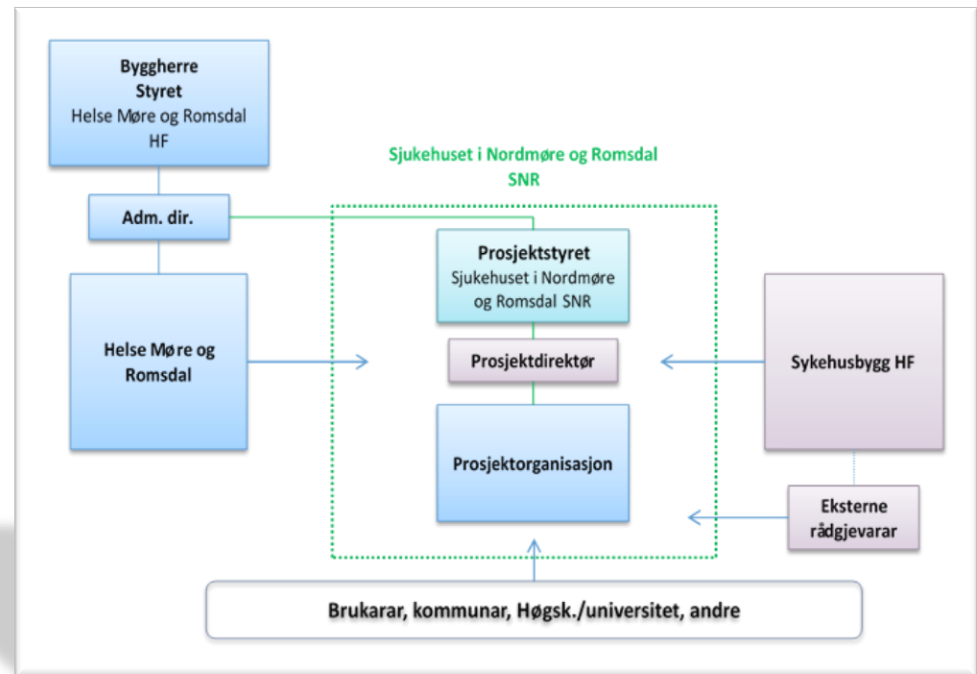 Byggherre
Styret
Helse Møre og Romsdal
HF
Adm. dir.
Helse Møre og
Romsdal
Sjukehuset i Nordmøre og Romsdal
SNR
Prosjektstyret
Sjukehuset i Nordmøre
og Romsdal SNR
Prosjektdirektør
Prosjektorganisasjon
Sykehusbygg HF
Eksterne
rådgjevarar
Brukarar, kommunar, Høgsk./universitet, andre